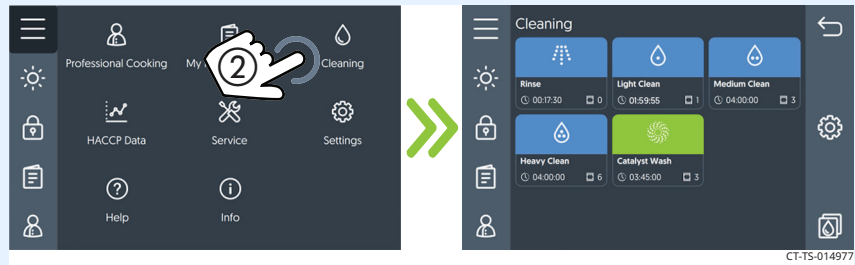 Professional Cooking
My
Cleaning
HACCP Data
Service
Settings
Help
Info
2
Cleaning
Rinse
00:17:30 0
Light Clean
01:59:55 1
Medium Clean
04:00:00 3
Heavy Clean
04:00:00 6
Catalyst Wash
03:45:00 3
CT-TS-014977